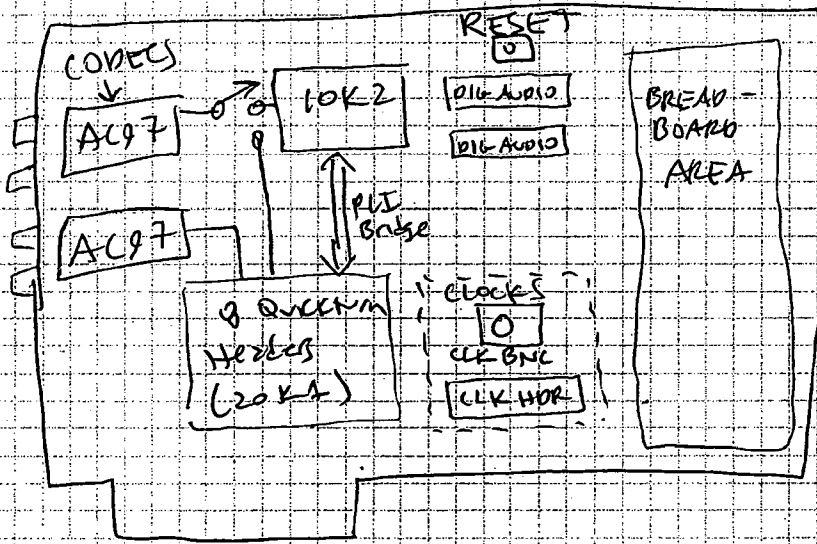 RESET
CODECS
AC97
10K2
DIG AUDIO
DIG AUDIO
BREAD-
BOARD
AREA
AC97
PCI
Bridge
8 Quickturn
Headers
(20K1)
CLOCKS
CLK BNC
CLK HDR